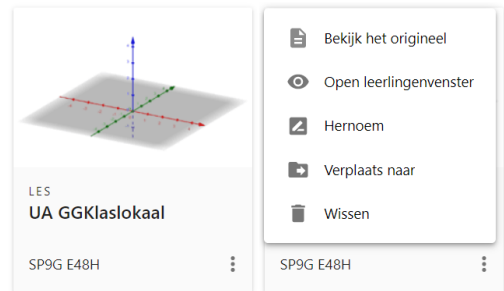 LES
UA GGKlaslokaal
SP9G E48H
Bekijk het origineel
Open leerlingenvenster
Hernoem
Verplaats naar
Wissen
SP9G E48H